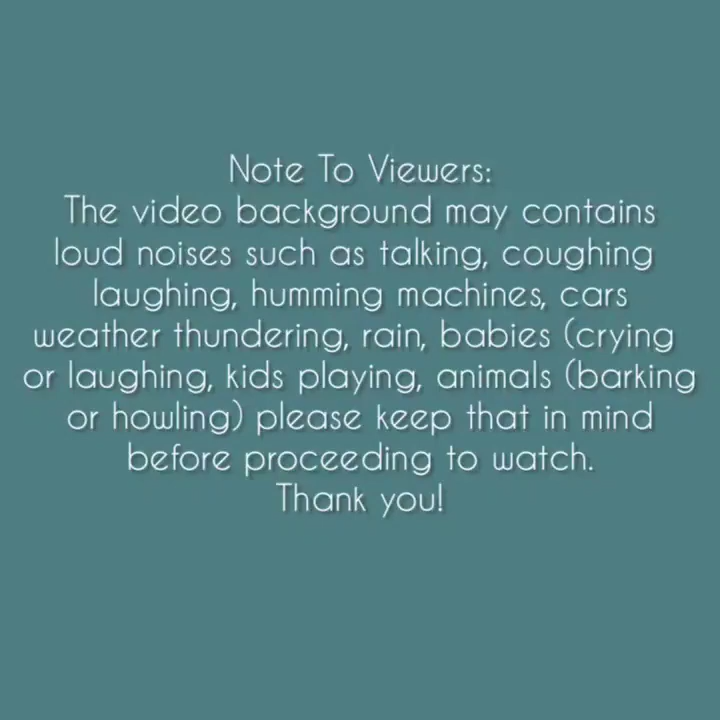 Note To Viewers:
The video background may contains
loud noises such as talking, coughing
laughing, humming machines, cars
weather thundering, rain, babies (crying
or laughing, kids playing, animals (barking
or howling) please keep that in mind
before proceeding to watch.
Thank you!